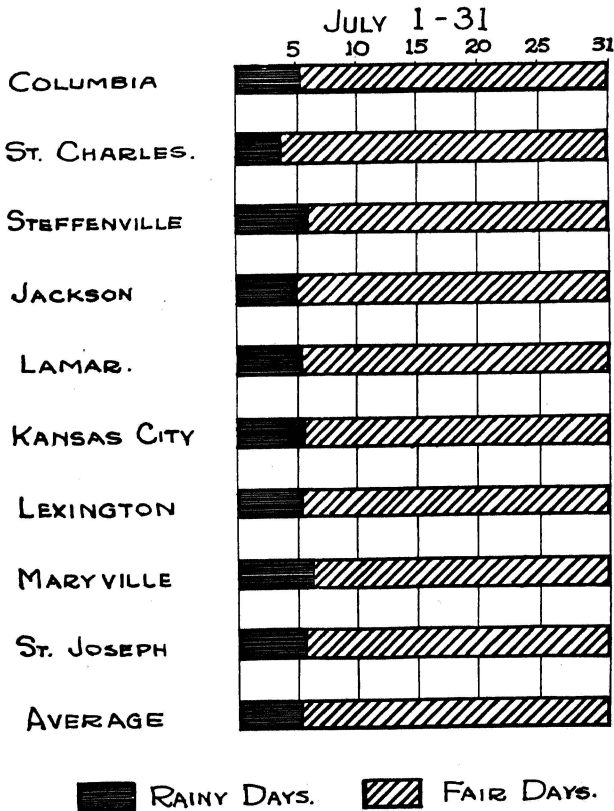 JULY 1-31
5 10 15 20 25 31
COLUMBIA
ST. CHARLES.
STEFFENVILLE
JACKSON
LAMAR.
KANSAS CITY
LEXINGTON
MARYVILLE
ST. JOSEPH
AVERAGE
RAINY DAYS. FAIR DAYS.